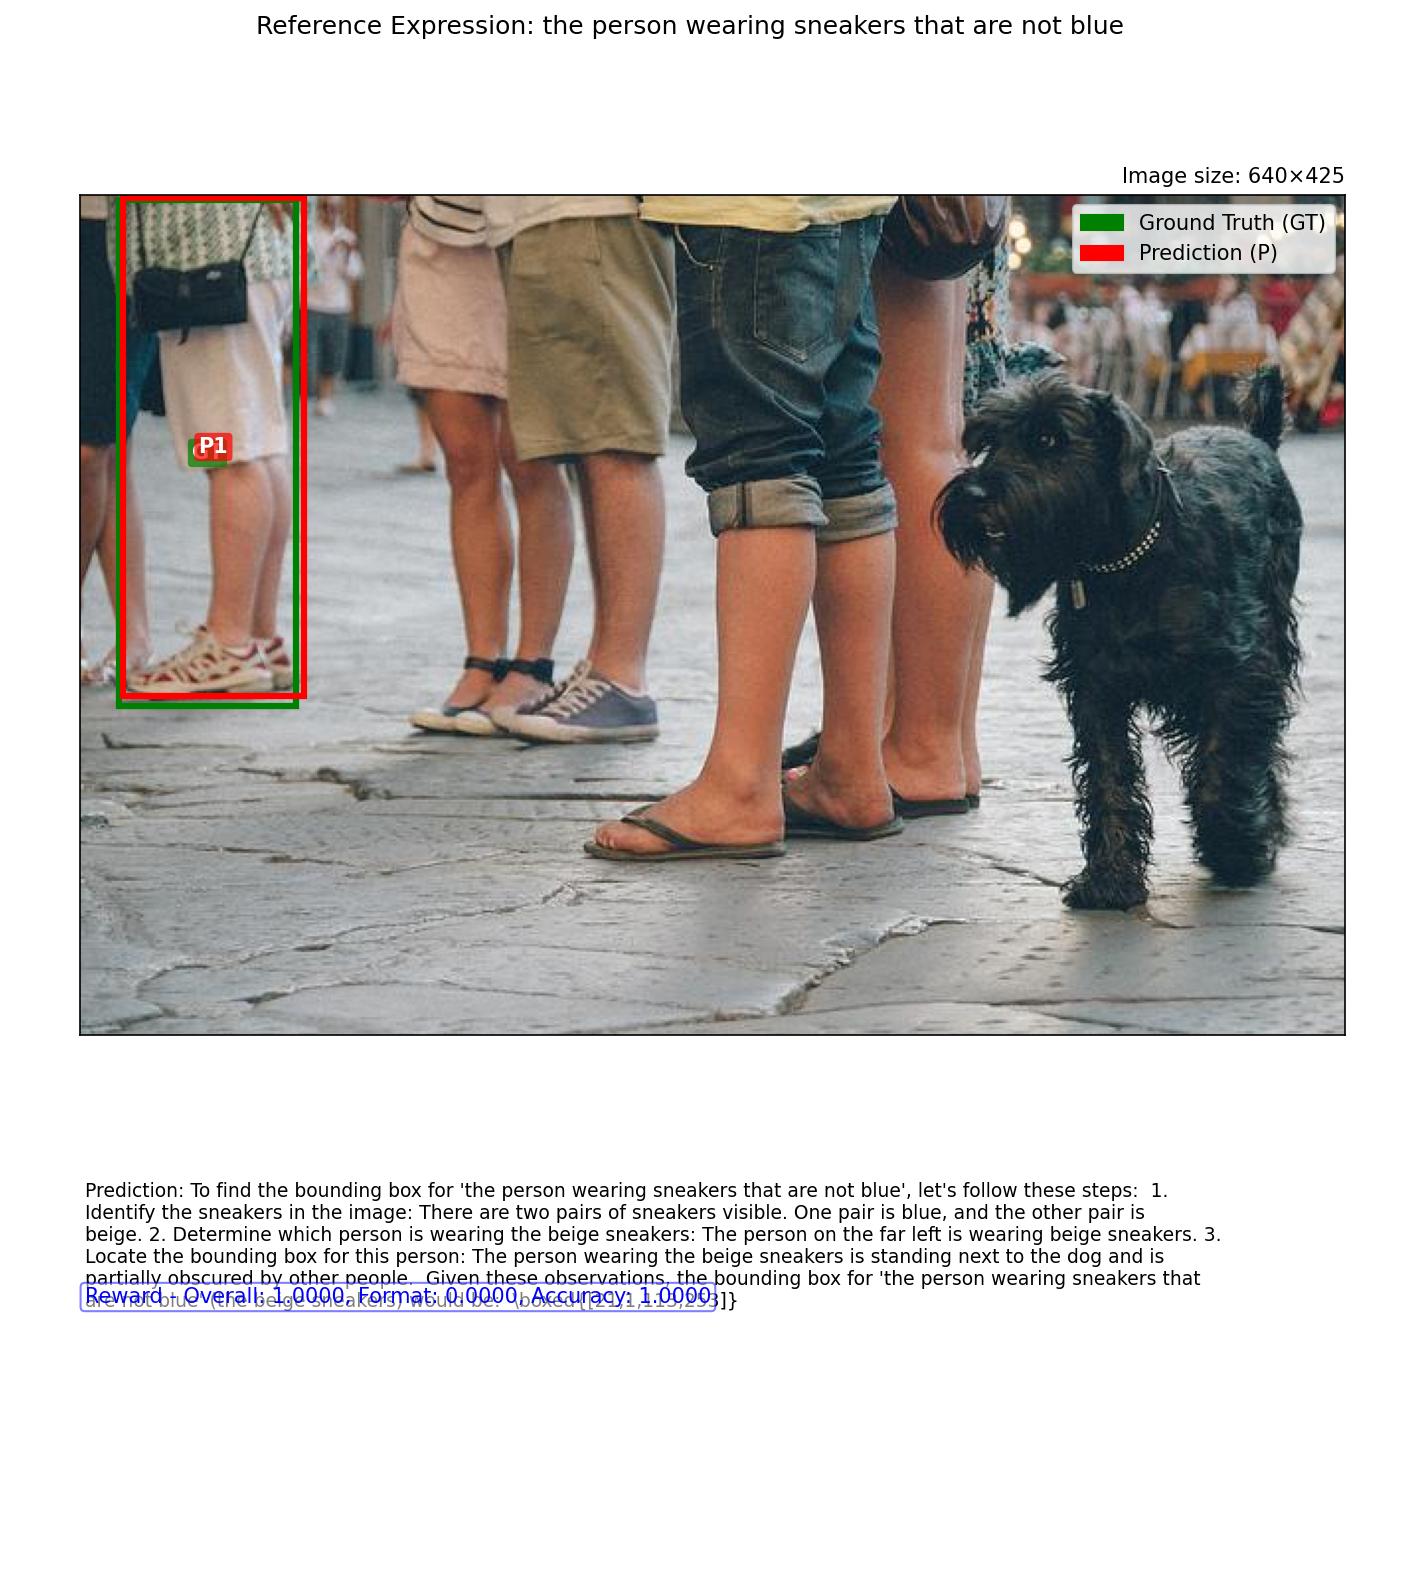 Reference Expression: the person wearing sneakers that are not blue
Image size: 640×425
Ground Truth (GT)
Prediction (P)
P1
Prediction: To find the bounding box for 'the person wearing sneakers that are not blue', let's follow these steps:  1.
Identify the sneakers in the image: There are two pairs of sneakers visible. One pair is blue, and the other pair is
beige. 2. Determine which person is wearing the beige sneakers: The person on the far left is wearing beige sneakers. 3.
Locate the bounding box for this person: The person wearing the beige sneakers is standing next to the dog and is
partially obscured by other people.  Given these observations, the bounding box for 'the person wearing sneakers that
Reward - Overall: 1.0000, Format: 0.0000, Accuracy: 1.0000
are not blue' (the beige sneakers) would be: